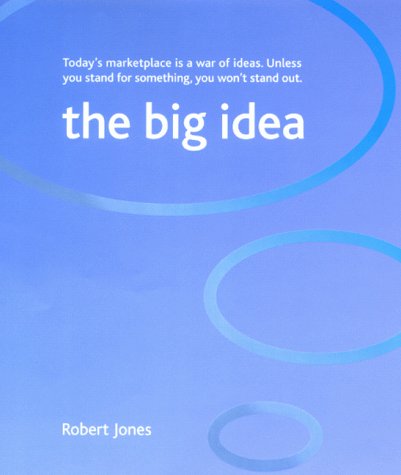 Today's marketplace is a war of ideas. Unless
you stand for something, you won't stand out.
the big idea
Robert Jones